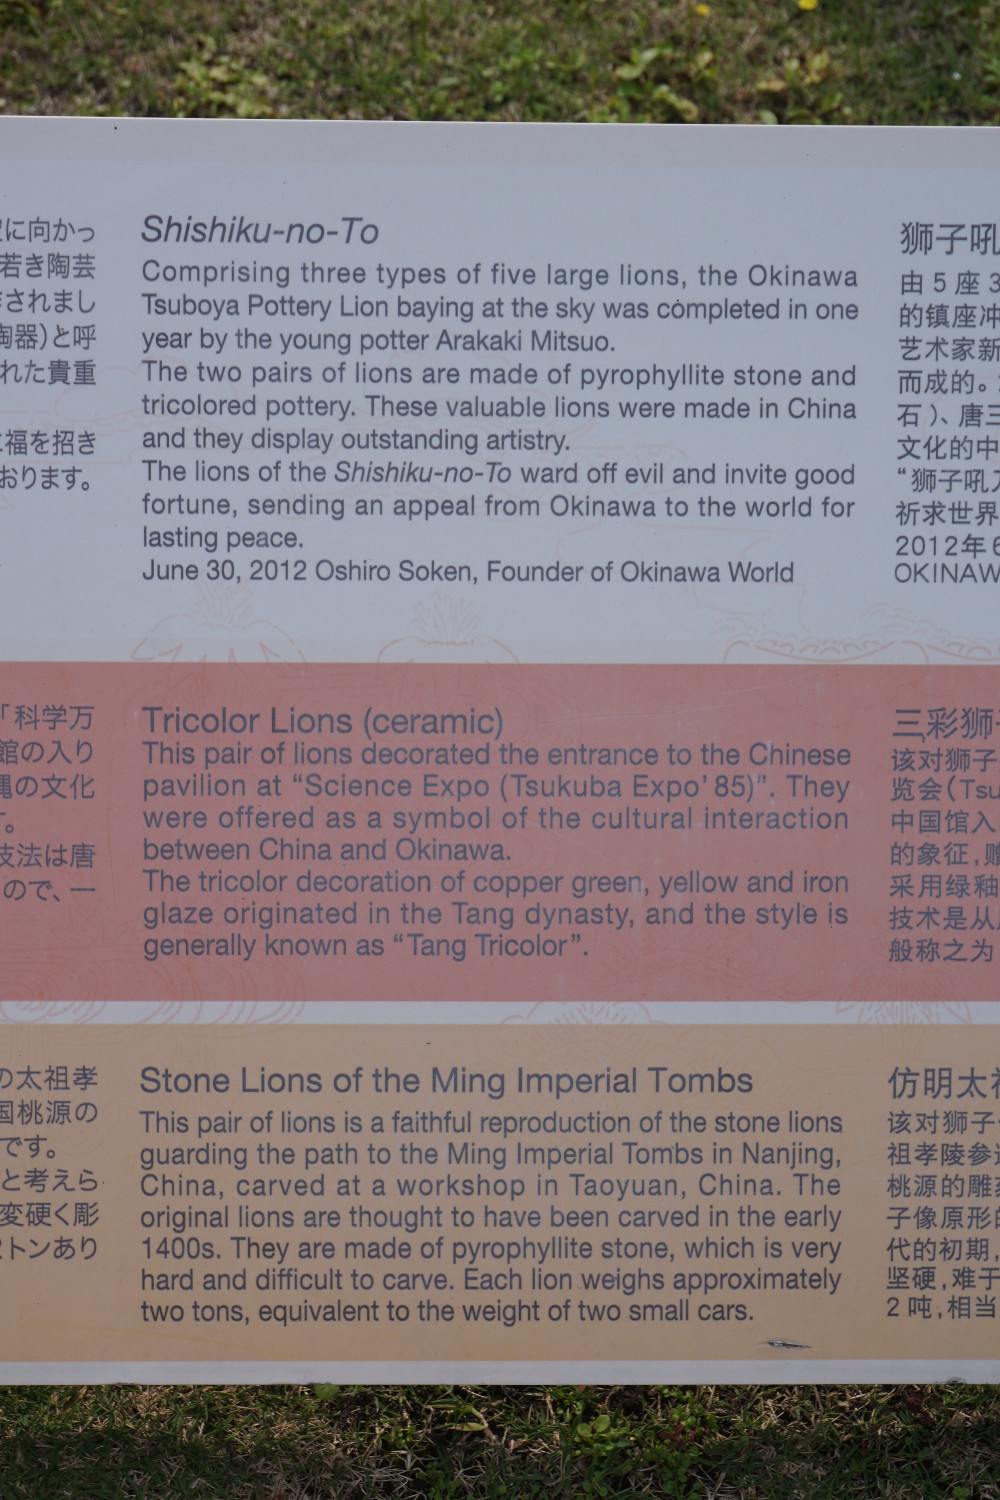 に向かっ
若き陶芸
されまし
陶器)と呼
れた貴重
福を招き
おります。
Shishiku-no-To
Comprising three types of five large lions, the Okinawa
Tsuboya Pottery Lion baying at the sky was completed in one
year by the young potter Arakaki Mitsuo.
The two pairs of lions are made of pyrophyllite stone and
tricolored pottery. These valuable lions were made in China
and they display outstanding artistry.
The lions of the Shishiku-no-To ward off evil and invite good
fortune, sending an appeal from Okinawa to the world for
lasting peace.
June 30, 2012 Oshiro Soken, Founder of Okinawa World
狮子吼
由5座3
的镇座冲
艺术家新
而成的。
石)、唐三
文化的中
“狮子吼
祈求世界
2012年6
OKINAW
「科学万
館の入り
縄の文化
。
技法は唐
ので、一
Tricolor Lions (ceramic)
This pair of lions decorated the entrance to the Chinese
pavilion at “Science Expo (Tsukuba Expo’85)”. They
were offered as a symbol of the cultural interaction
between China and Okinawa.
The tricolor decoration of copper green, yellow and iron
glaze originated in the Tang dynasty, and the style is
generally known as “Tang Tricolor”.
三彩狮
该对狮子
览会(Tsu
中国馆入
的象征,赠
采用绿釉
技术是从
般称之为
の太祖孝
国桃源の
です。
と考えら
変硬く彫
トンあり
Stone Lions of the Ming Imperial Tombs
This pair of lions is a faithful reproduction of the stone lions
guarding the path to the Ming Imperial Tombs in Nanjing,
China, carved at a workshop in Taoyuan, China. The
original lions are thought to have been carved in the early
1400s. They are made of pyrophyllite stone, which is very
hard and difficult to carve. Each lion weighs approximately
two tons, equivalent to the weight of two small cars.
仿明太祖
该对狮子
祖孝陵参
桃源的雕
子像原形
代的初期,
坚硬,难于
2吨,相当